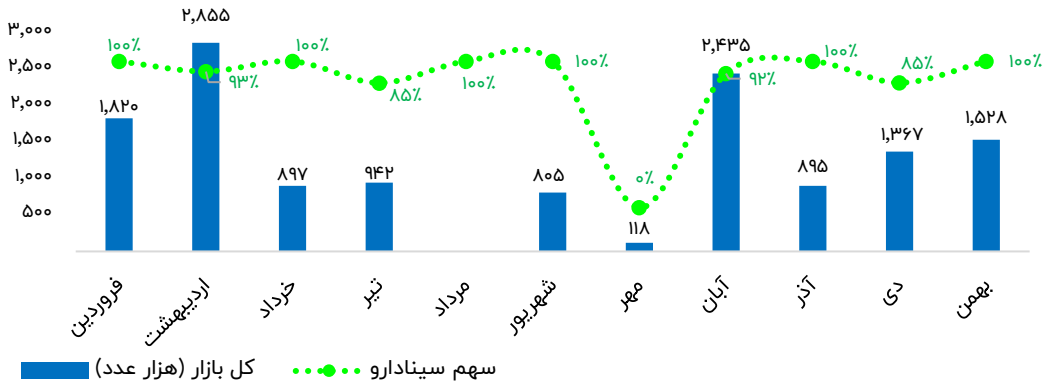 ۳,۰۰۰
۲,۵۰۰
۲,۰۰۰
۱,۵۰۰
۱,۰۰۰
۵۰۰
۱,۸۲۰
۲,۸۵۵
۸۹۷
۹۴۲
۸۰۵
۱۱۸
۲,۴۳۵
۸۹۵
۱,۳۶۷
۱,۵۲۸
۱۰۰٪
۹۳٪
۱۰۰٪
۸۵٪
۱۰۰٪
۱۰۰٪
۰٪
۹۲٪
۱۰۰٪
۸۵٪
۱۰۰٪
فروردین
اردیبهشت
خرداد
تیر
مرداد
شهریور
مهر
آبان
آذر
دی
بهمن
کل بازار (هزار عدد)
سهم سینادارو